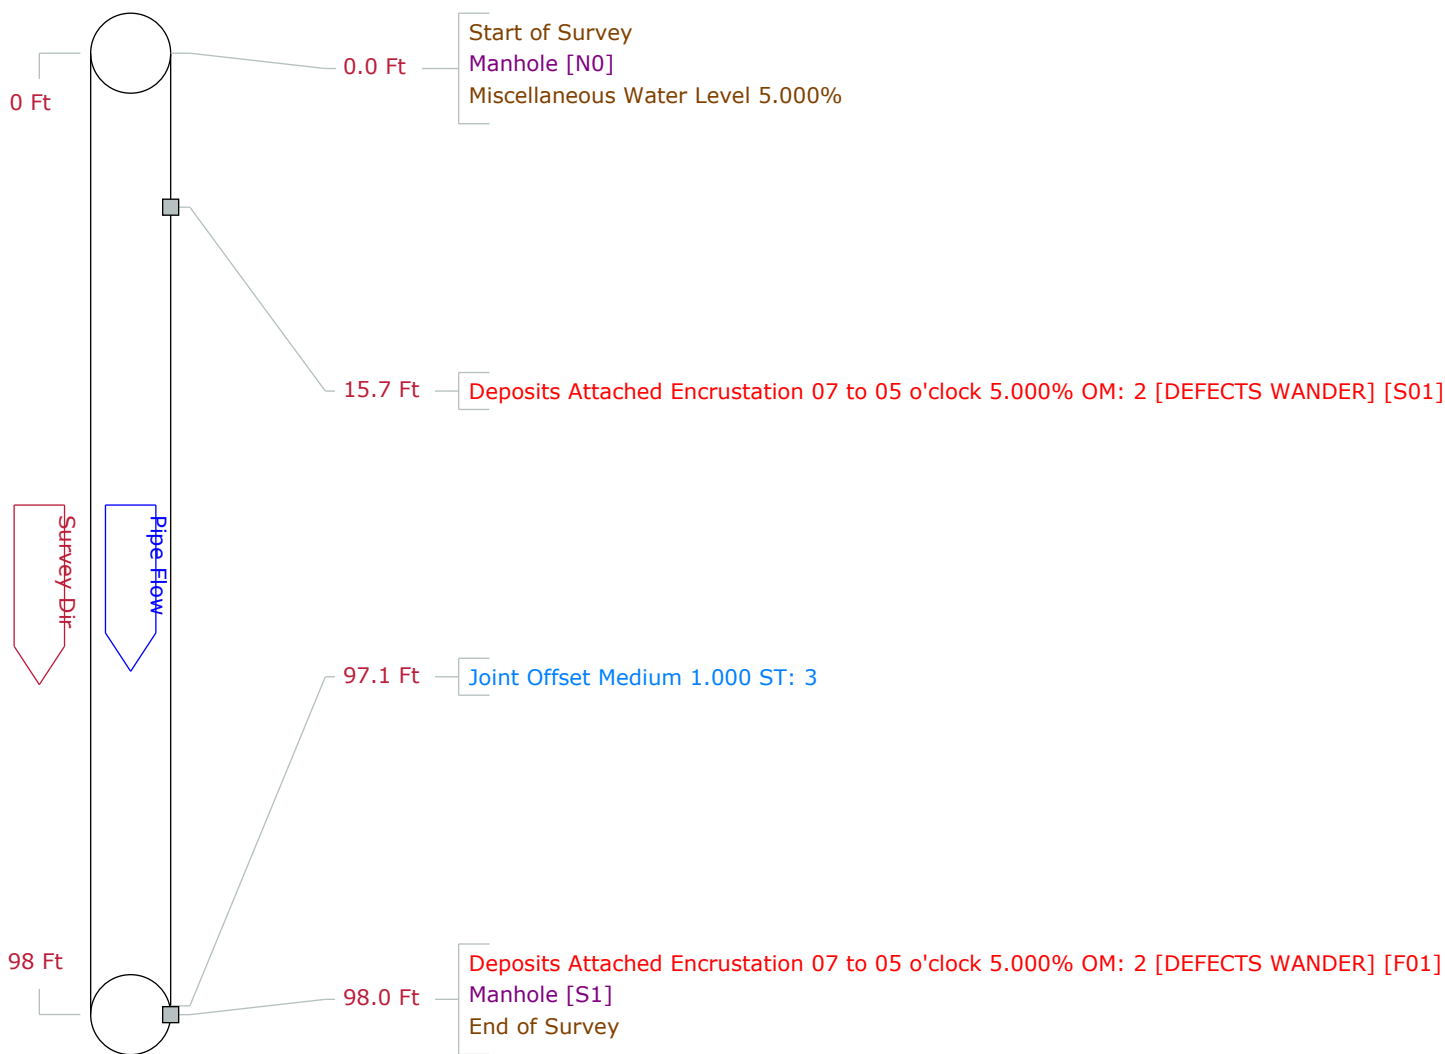 0 Ft
0.0 Ft
Start of Survey
Manhole [N0]
Miscellaneous Water Level 5.000%
15.7 Ft
Deposits Attached Encrustation 07 to 05 o'clock 5.000% OM: 2 [DEFECTS WANDER] [S01]
Survey Dir
Pipe Flow
97.1 Ft
Joint Offset Medium 1.000 ST: 3
98 Ft
98.0 Ft
Deposits Attached Encrustation 07 to 05 o'clock 5.000% OM: 2 [DEFECTS WANDER] [F01]
Manhole [S1]
End of Survey